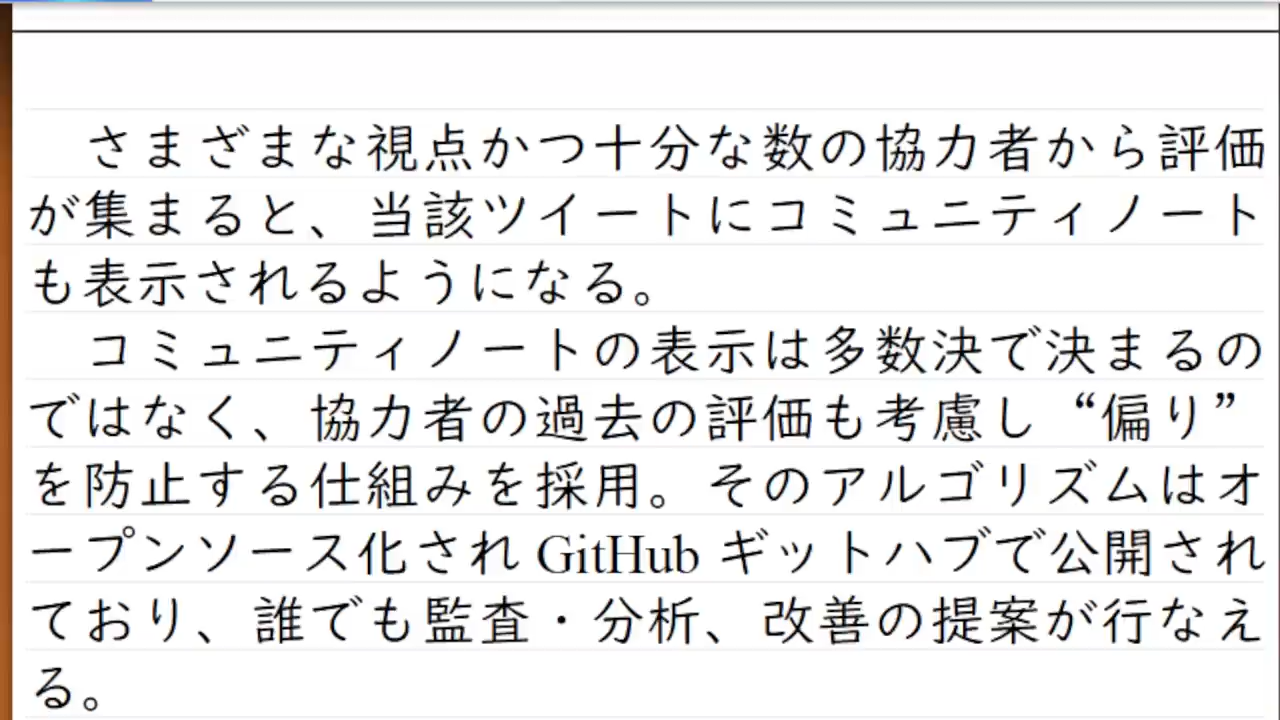 さまざまな視点かつ十分な数の協力者から評価
が集まると、当該ツイートにコミュニティノート
も表示されるようになる。
コミュニティノートの表示は多数決で決まるの
ではなく、協力者の過去の評価も考慮し“偏り”
を防止する仕組みを採用。そのアルゴリズムはオ
ープンソース化され GitHub ギットハブで公開され
ており、誰でも監査・分析、改善の提案が行なえ
る。